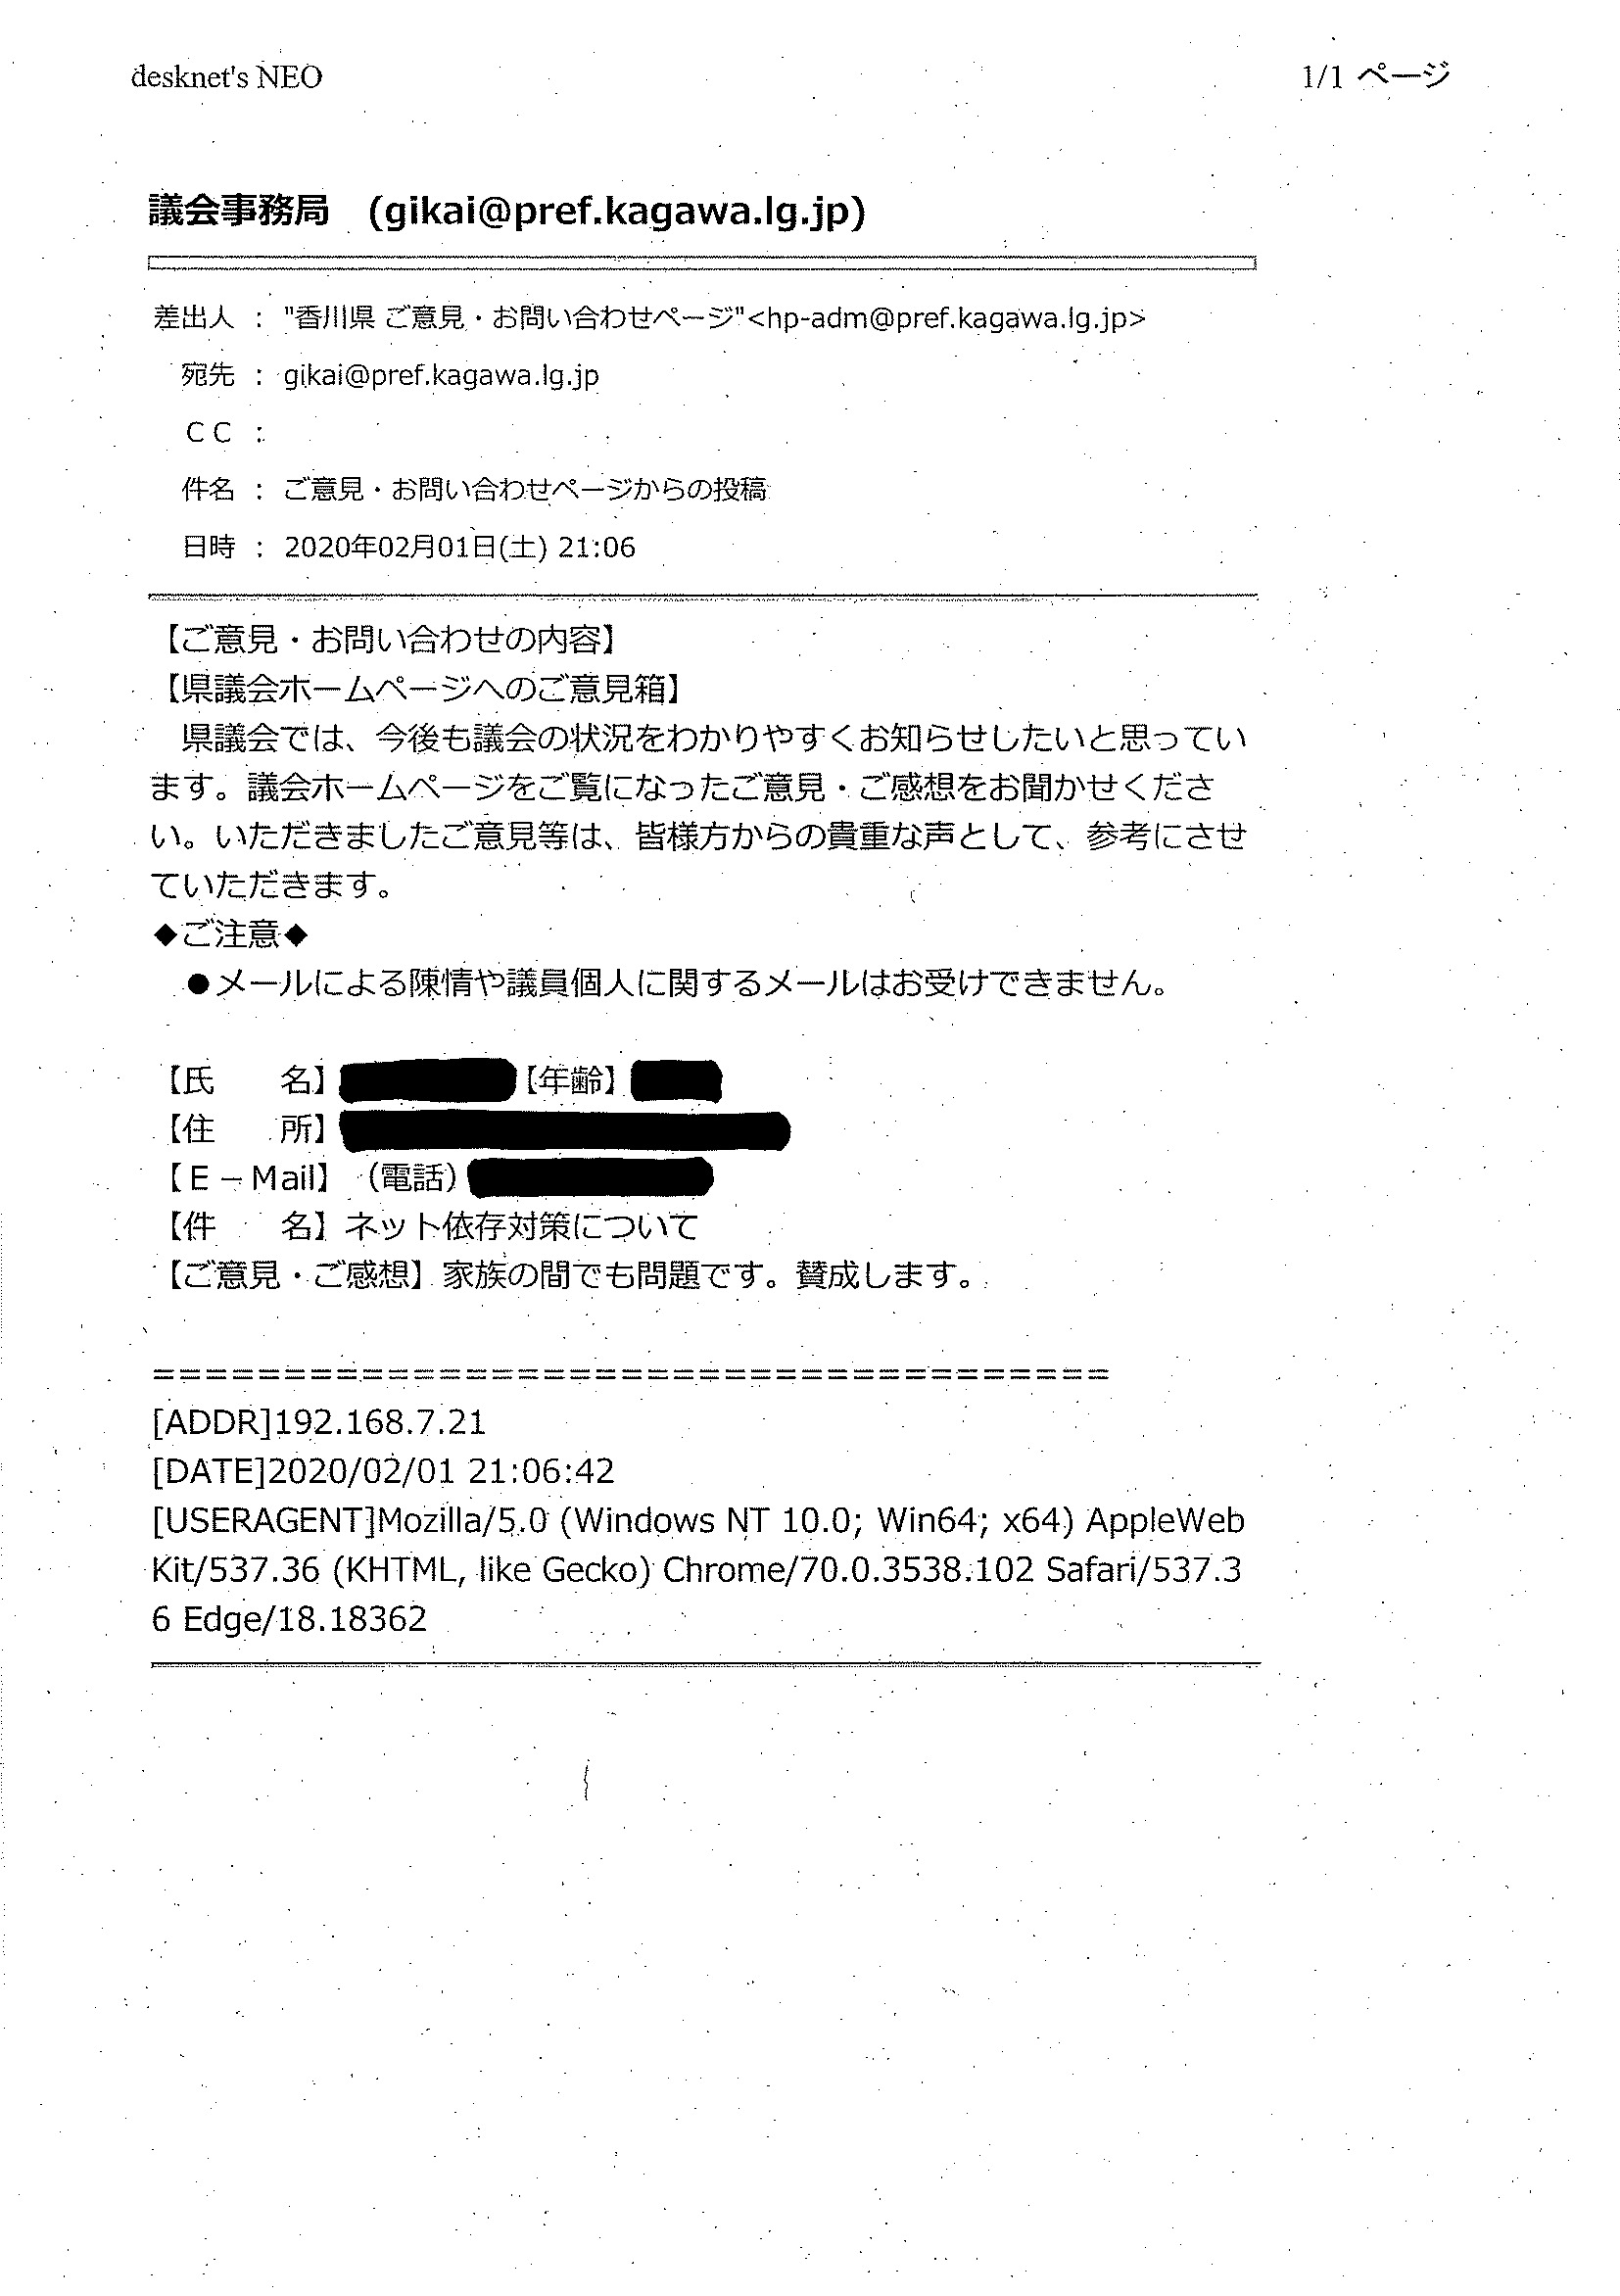 desknet's NEO
1/1 ページ
議会事務局　(gikai@pref.kagawa.lg.jp)
差出人 : "香川県 ご意見・お問い合わせページ"<hp-adm@pref.kagawa.lg.jp>
宛先 : gikai@pref.kagawa.lg.jp
ＣＣ :
件名 : ご意見・お問い合わせページからの投稿
日時 : 2020年02月01日(土) 21:06
【ご意見・お問い合わせの内容】
【県議会ホームページへのご意見箱】
　県議会では、今後も議会の状況をわかりやすくお知らせしたいと思ってい
ます。議会ホームページをご覧になったご意見・ご感想をお聞かせくださ
い。いただきましたご意見等は、皆様方からの貴重な声として、参考にさせ
ていただきます。
◆ご注意◆
　●メールによる陳情や議員個人に関するメールはお受けできません。
【氏　　名】【年齢】
【住　　所】
【Ｅ－Mail】（電話）
【件　　名】ネット依存対策について
【ご意見・ご感想】家族の間でも問題です。賛成します。
=====================================
[ADDR]192.168.7.21
[DATE]2020/02/01 21:06:42
[USERAGENT]Mozilla/5.0 (Windows NT 10.0; Win64; x64) AppleWeb
Kit/537.36 (KHTML, like Gecko) Chrome/70.0.3538.102 Safari/537.3
6 Edge/18.18362